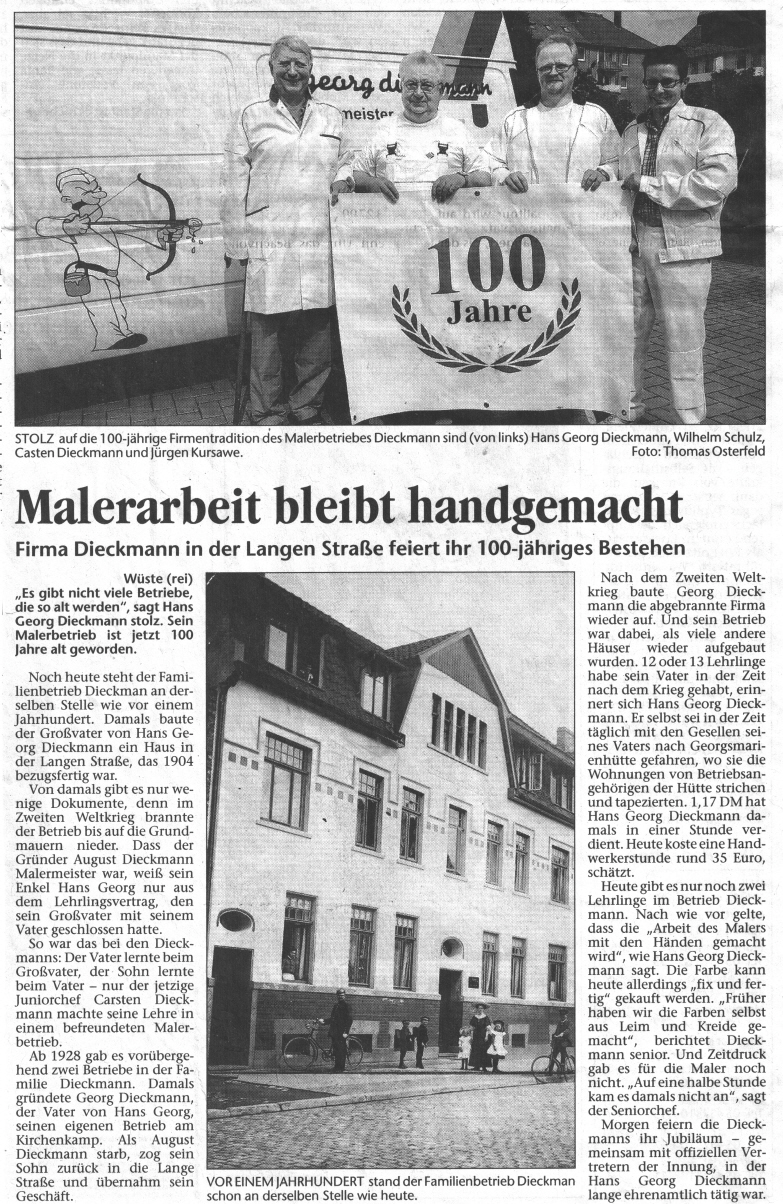 georg dieckmann
meister
100
Jahre
STOLZ auf die 100-jährige Firmentradition des Malerbetriebes Dieckmann sind (von links) Hans Georg Dieckmann, Wilhelm Schulz,
Casten Dieckmann und Jürgen Kursawe. Foto: Thomas Osterfeld
Malerarbeit bleibt handgemacht
Firma Dieckmann in der Langen Straße feiert ihr 100-jähriges Bestehen
Wüste (rei)
„Es gibt nicht viele Betriebe,
die so alt werden“, sagt Hans
Georg Dieckmann stolz. Sein
Malerbetrieb ist jetzt 100
Jahre alt geworden.
Noch heute steht der Fami-
lienbetrieb Dieckman an der-
selben Stelle wie vor einem
Jahrhundert. Damals baute
der Großvater von Hans Ge-
org Dieckmann ein Haus in
der Langen Straße, das 1904
bezugsfertig war.
Von damals gibt es nur we-
nige Dokumente, denn im
Zweiten Weltkrieg brannte
der Betrieb bis auf die Grund-
mauern nieder. Dass der
Gründer August Dieckmann
Malermeister war, weiß sein
Enkel Hans Georg nur aus
dem Lehrlingsvertrag, den
sein Großvater mit seinem
Vater geschlossen hatte.
So war das bei den Dieck-
manns: Der Vater lernte beim
Großvater, der Sohn lernte
beim Vater – nur der jetzige
Juniorchef Carsten Dieck-
mann machte seine Lehre in
einem befreundeten Maler-
betrieb.
Ab 1928 gab es vorüberge-
hend zwei Betriebe in der Fa-
milie Dieckmann. Damals
gründete Georg Dieckmann,
der Vater von Hans Georg,
seinen eigenen Betrieb am
Kirchenkamp. Als August
Dieckmann starb, zog sein
Sohn zurück in die Lange
Straße und übernahm sein
Geschäft.
VOR EINEM JAHRHUNDERT stand der Familienbetrieb Dieckman
schon an derselben Stelle wie heute.
Nach dem Zweiten Welt-
krieg baute Georg Dieck-
mann die abgebrannte Firma
wieder auf. Und sein Betrieb
war dabei, als viele andere
Häuser wieder aufgebaut
wurden. 12 oder 13 Lehrlinge
habe sein Vater in der Zeit
nach dem Krieg gehabt, erin-
nert sich Hans Georg Dieck-
mann. Er selbst sei in der Zeit
täglich mit den Gesellen sei-
nes Vaters nach Georgsmari-
enhütte gefahren, wo sie die
Wohnungen von Betriebsan-
gehörigen der Hütte strichen
und tapezierten. 1,17 DM hat
Hans Georg Dieckmann da-
mals in einer Stunde ver-
dient. Heute koste eine Hand-
werkerstunde rund 35 Euro,
schätzt.
Heute gibt es nur noch zwei
Lehrlinge im Betrieb Dieck-
mann. Nach wie vor gelte,
dass die „Arbeit des Malers
mit den Händen gemacht
wird“, wie Hans Georg Dieck-
mann sagt. Die Farbe kann
heute allerdings „fix und fer-
tig“ gekauft werden. „Früher
haben wir die Farben selbst
aus Leim und Kreide ge-
macht“, berichtet Dieck-
mann senior. Und Zeitdruck
gab es für die Maler noch
nicht. „Auf eine halbe Stunde
kam es damals nicht an“, sagt
der Seniorchef.
Morgen feiern die Dieck-
manns ihr Jubiläum – ge-
meinsam mit offiziellen Ver-
tretern der Innung, in der
Hans Georg Dieckmann
lange ehrenamtlich tätig war.